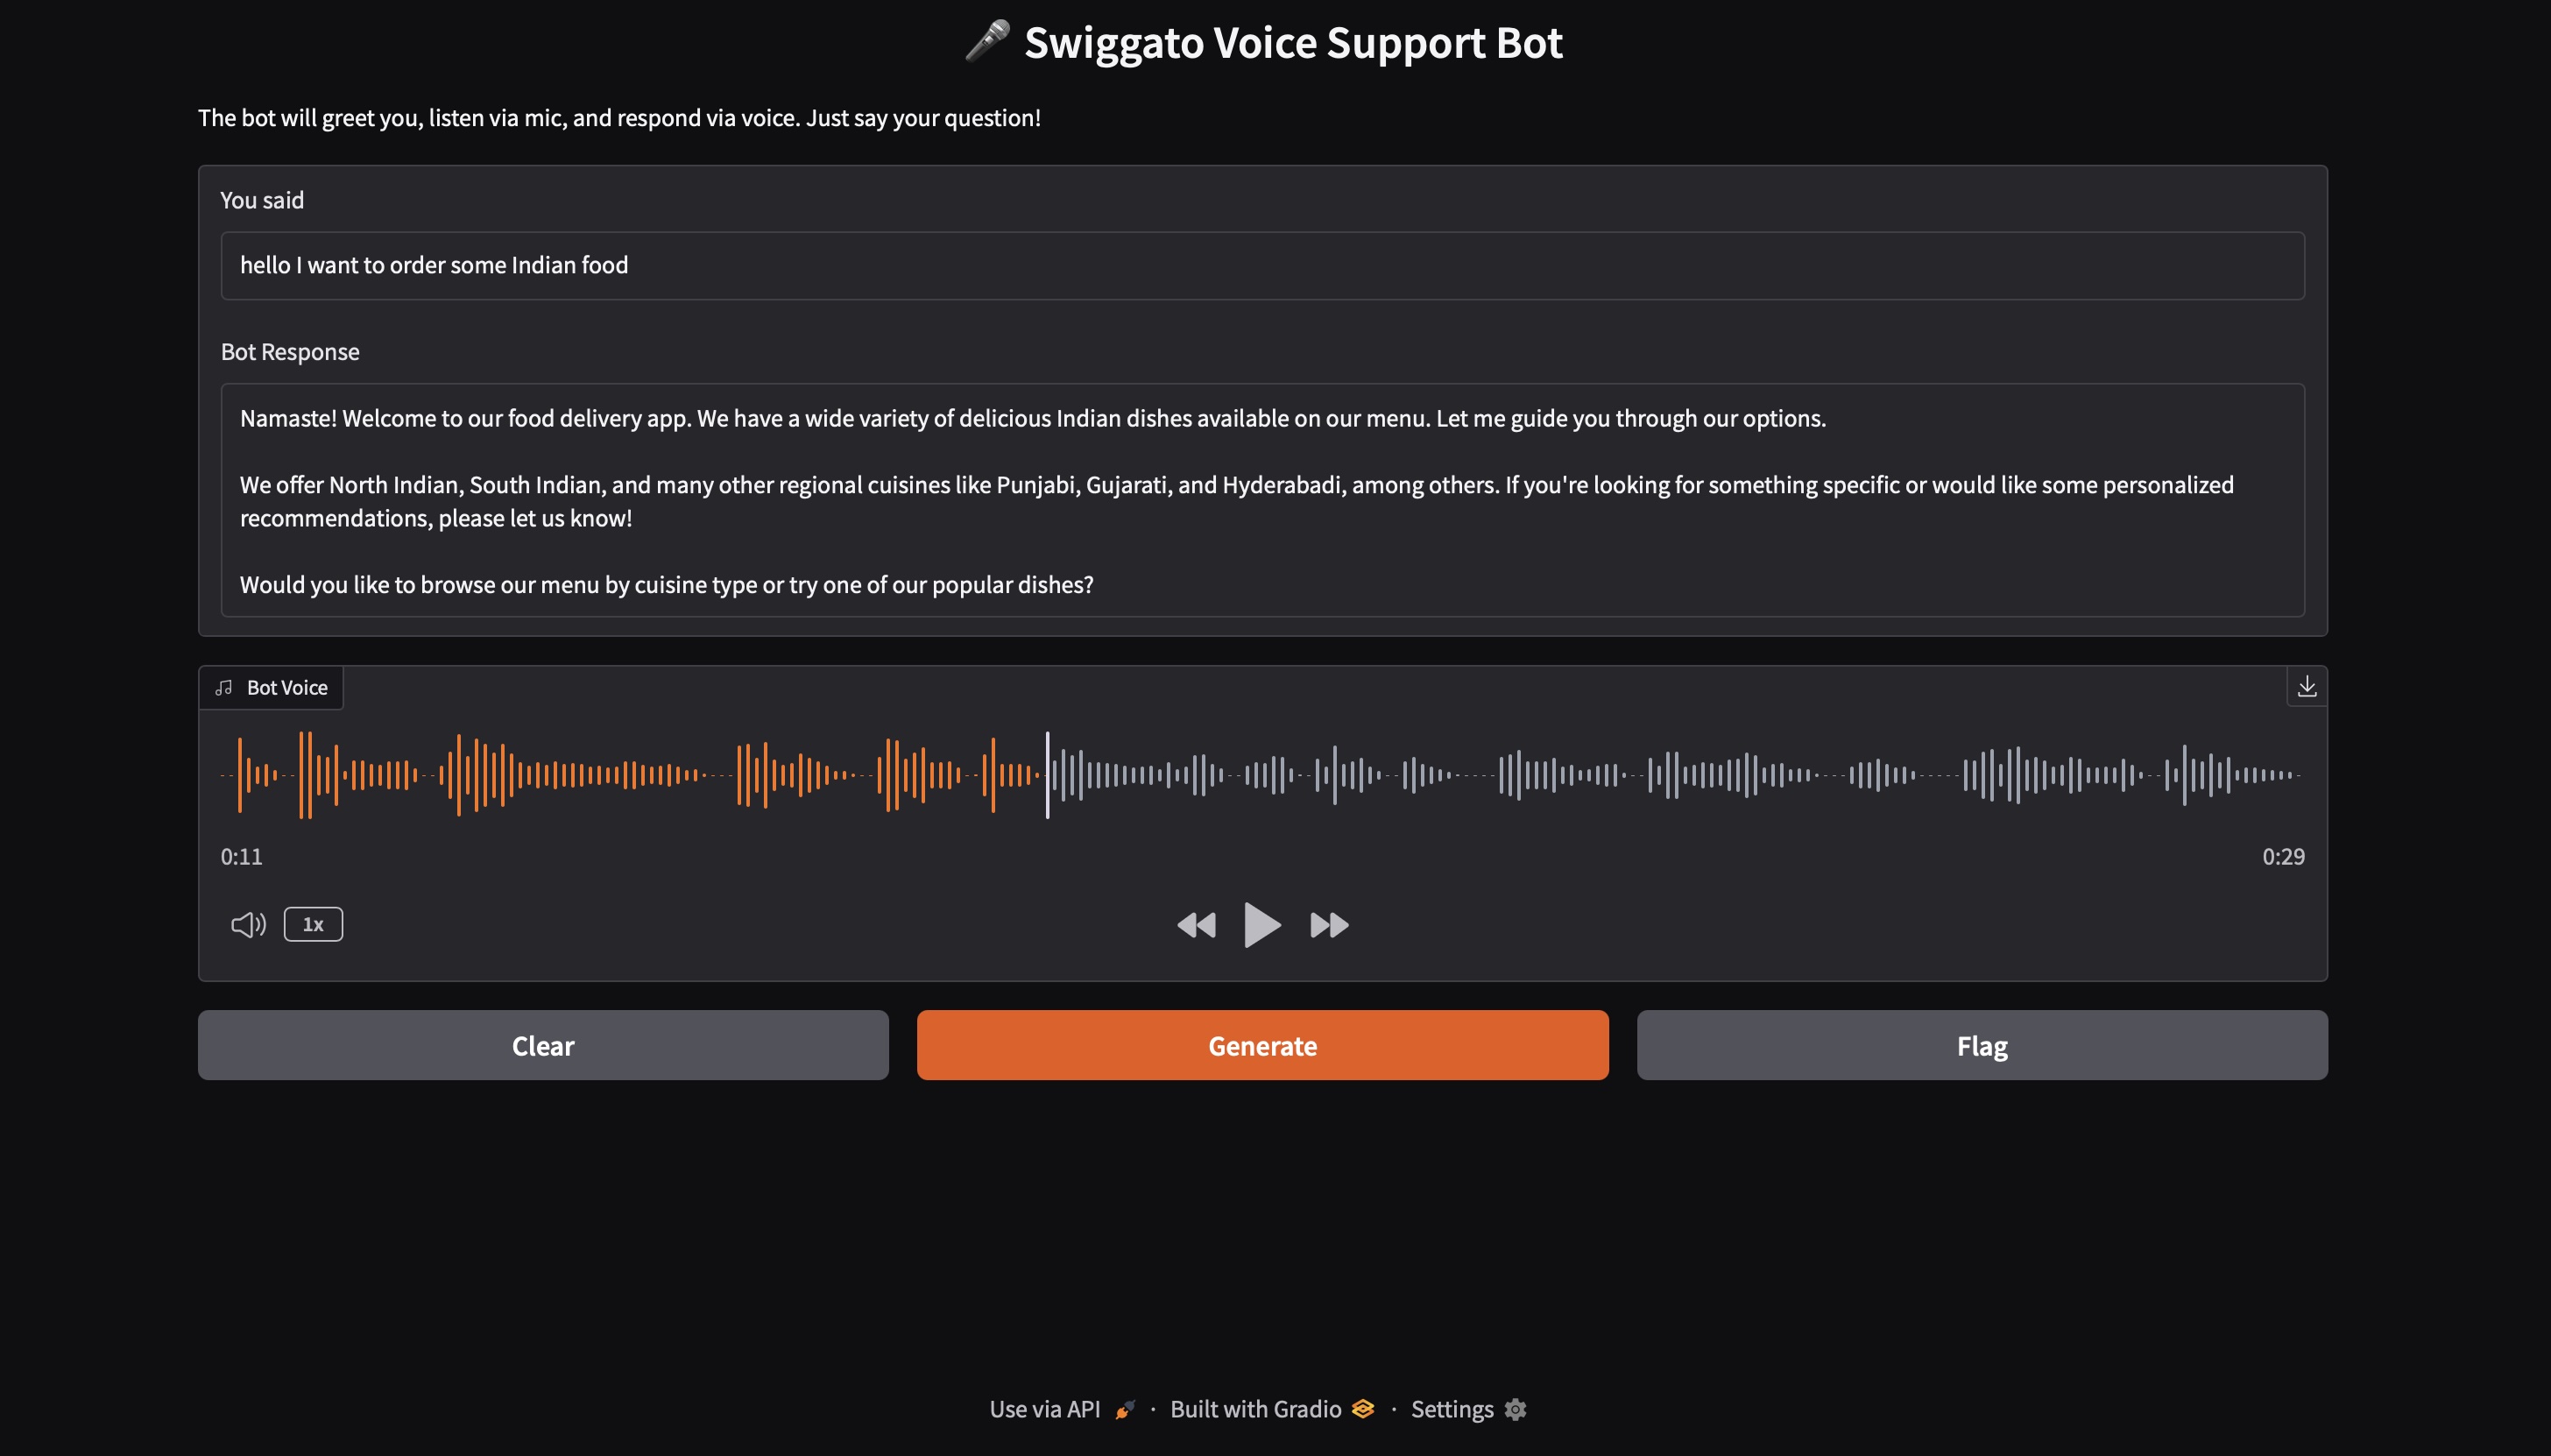 🎤 Swiggato Voice Support Bot
The bot will greet you, listen via mic, and respond via voice. Just say your question!
You said
hello I want to order some Indian food
Bot Response
Namaste! Welcome to our food delivery app. We have a wide variety of delicious Indian dishes available on our menu. Let me guide you through our options.
We offer North Indian, South Indian, and many other regional cuisines like Punjabi, Gujarati, and Hyderabadi, among others. If you're looking for something specific or would like some personalized
recommendations, please let us know!
Would you like to browse our menu by cuisine type or try one of our popular dishes?
Bot Voice
0:11
0:29
1x
Clear
Generate
Flag
Use via API · Built with Gradio · Settings